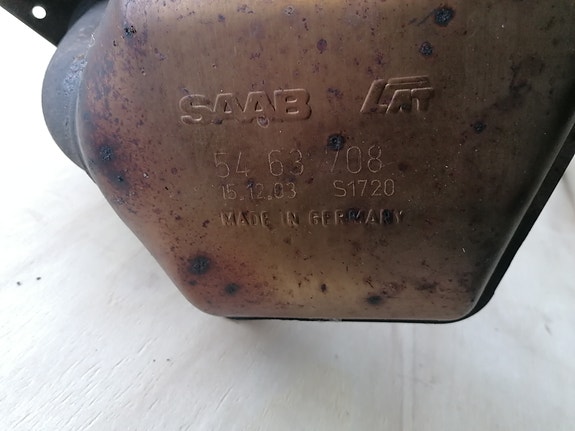 SAAB
54 63 708
15.12.03 S1720
MADE IN GERMANY